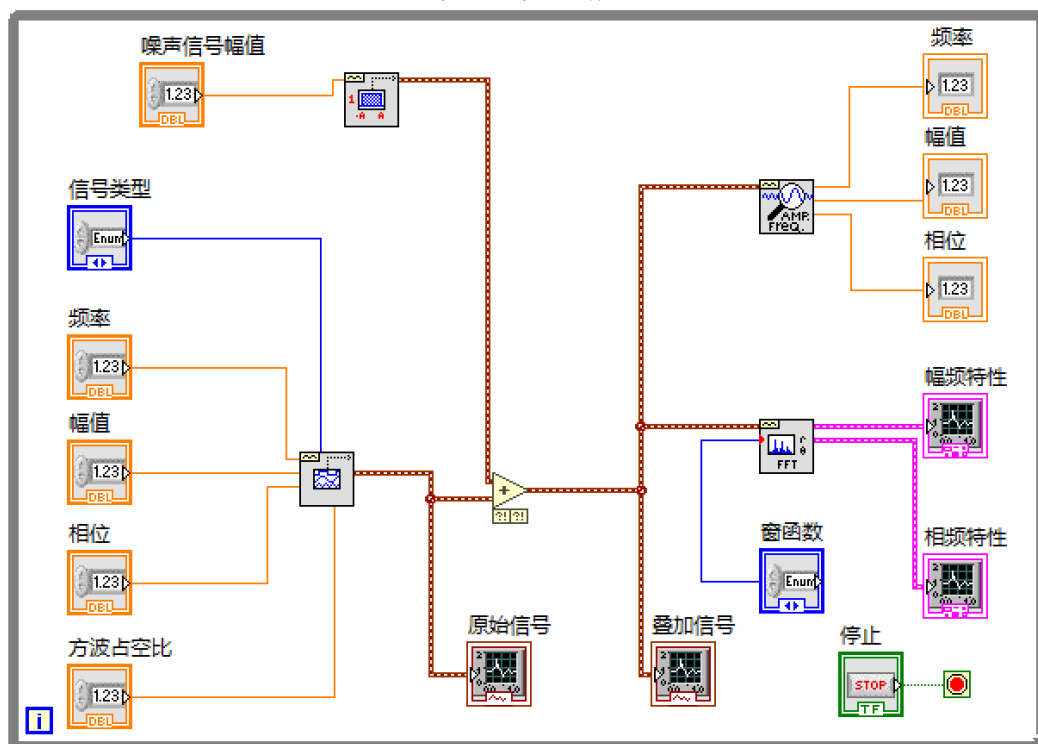 噪声信号幅值
1.23
DBL
1
-A A
频率
1.23
DBL
幅值
1.23
DBL
信号类型
Enum
AMP
FREQ.
相位
1.23
DBL
频率
1.23
DBL
幅值
1.23
DBL
相位
1.23
DBL
方波占空比
1.23
DBL
+
?! ?!
原始信号
叠加信号
FFT
窗函数
Enum
幅频特性
相频特性
停止
STOP
TF
i